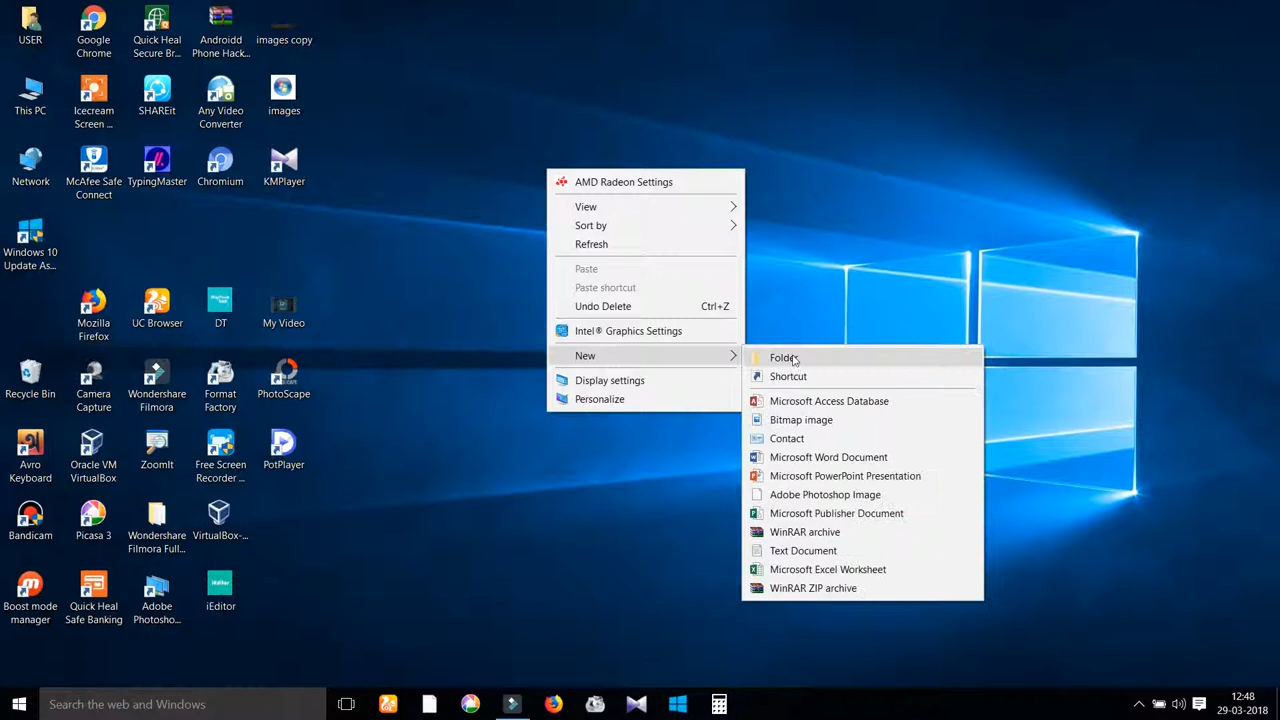 USER
Google
Chrome
Quick Heal
Secure Br...
Androidd
Phone Hack...
images copy
This PC
Icecream
Screen ...
SHAREit
Any Video
Converter
images
Network
McAfee Safe
Connect
TypingMaster
Chromium
KMPlayer
Windows 10
Update As...
Mozilla
Firefox
UC Browser
DT
My Video
Recycle Bin
Camera
Capture
Wondershare
Filmora
Format
Factory
PhotoScape
Avro
Keyboard
Oracle VM
VirtualBox
ZoomIt
Free Screen
Recorder ...
PotPlayer
Bandicam
Picasa 3
Wondershare
Filmora Full...
VirtualBox-...
Boost mode
manager
Quick Heal
Safe Banking
Adobe
Photosho...
iEditor
AMD Radeon Settings
View
Sort by
Refresh
Paste
Paste shortcut
Undo Delete Ctrl+Z
Intel® Graphics Settings
New
Display settings
Personalize
Folder
Shortcut
Microsoft Access Database
Bitmap image
Contact
Microsoft Word Document
Microsoft PowerPoint Presentation
Adobe Photoshop Image
Microsoft Publisher Document
WinRAR archive
Text Document
Microsoft Excel Worksheet
WinRAR ZIP archive
Search the web and Windows
12:48
29-03-2018